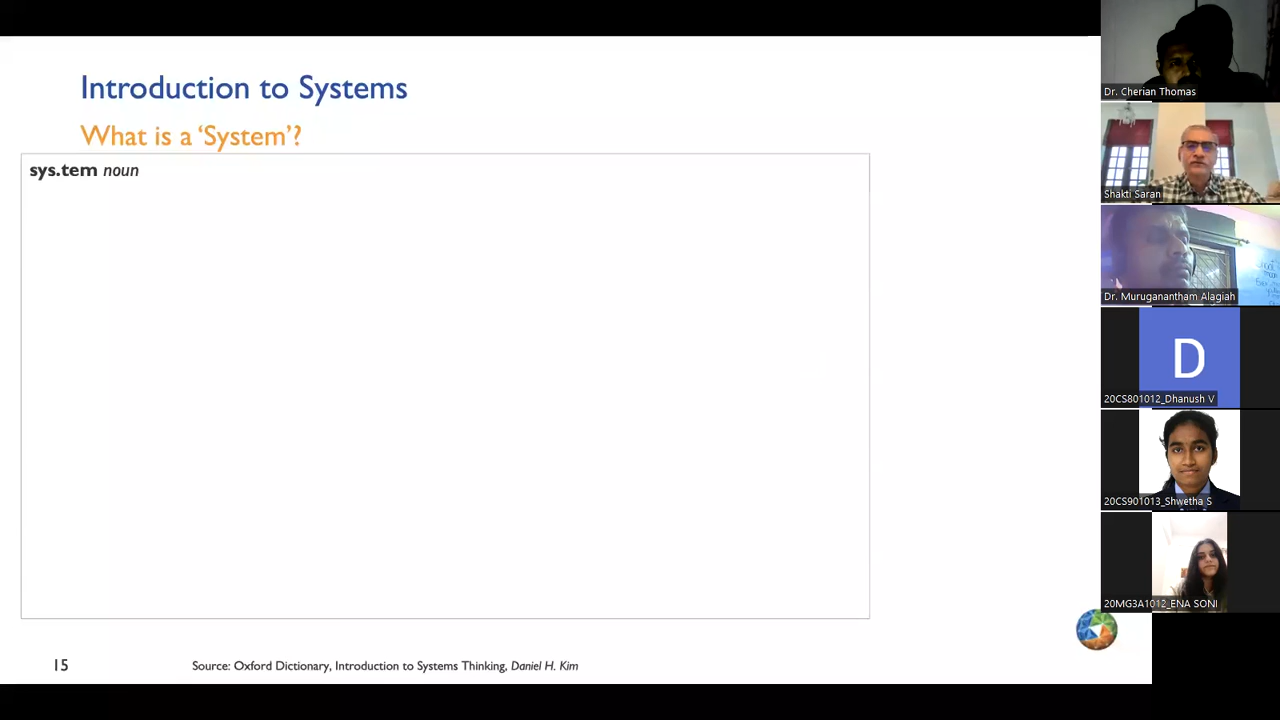 Introduction to Systems
What is a ‘System’?
sys.tem noun
15
Source: Oxford Dictionary, Introduction to Systems Thinking, Daniel H. Kim
Dr. Cherian Thomas
Shakti Saran
Dr. Muruganantham Alagiah
D
20CS801012_Dhanush V
20CS901013_Shwetha S
20MG3A1012_ENA SONI